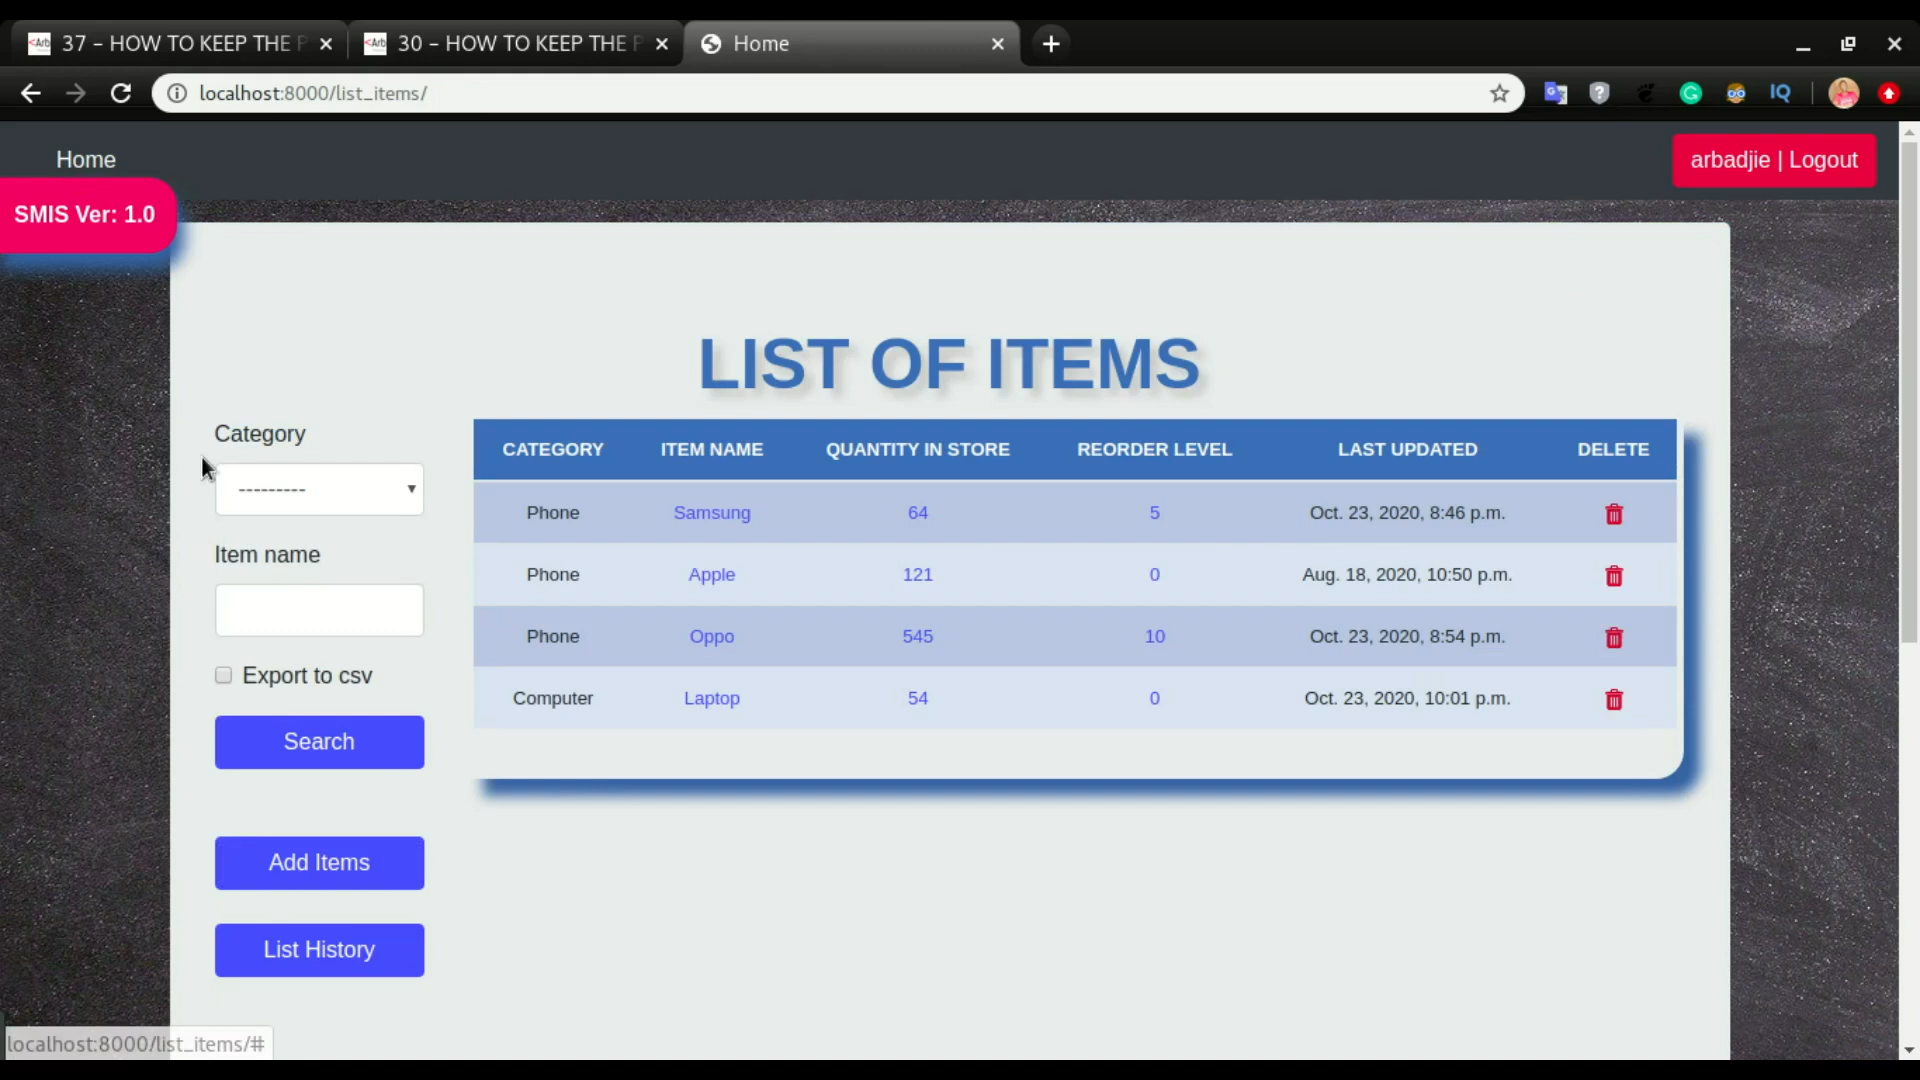 37 – HOW TO KEEP THE P
30 – HOW TO KEEP THE P
Home
localhost:8000/list_items/
Home
arbadjie | Logout
SMIS Ver: 1.0
LIST OF ITEMS
Category
---------
Item name
Export to csv
Search
Add Items
List History
CATEGORY ITEM NAME QUANTITY IN STORE REORDER LEVEL LAST UPDATED DELETE
Phone Samsung 64 5 Oct. 23, 2020, 8:46 p.m.
Phone Apple 121 0 Aug. 18, 2020, 10:50 p.m.
Phone Oppo 545 10 Oct. 23, 2020, 8:54 p.m.
Computer Laptop 54 0 Oct. 23, 2020, 10:01 p.m.
localhost:8000/list_items/#